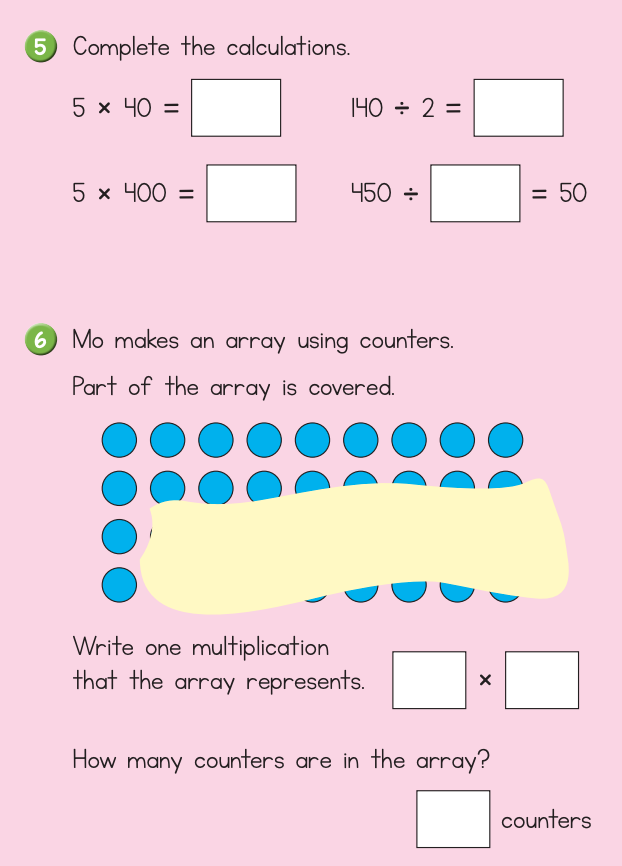 5 Complete the calculations.
5 × 40 = 140 ÷ 2 =
5 × 400 = 450 ÷ = 50
6 Mo makes an array using counters.
Part of the array is covered.
Write one multiplication
that the array represents. ×
How many counters are in the array?
counters